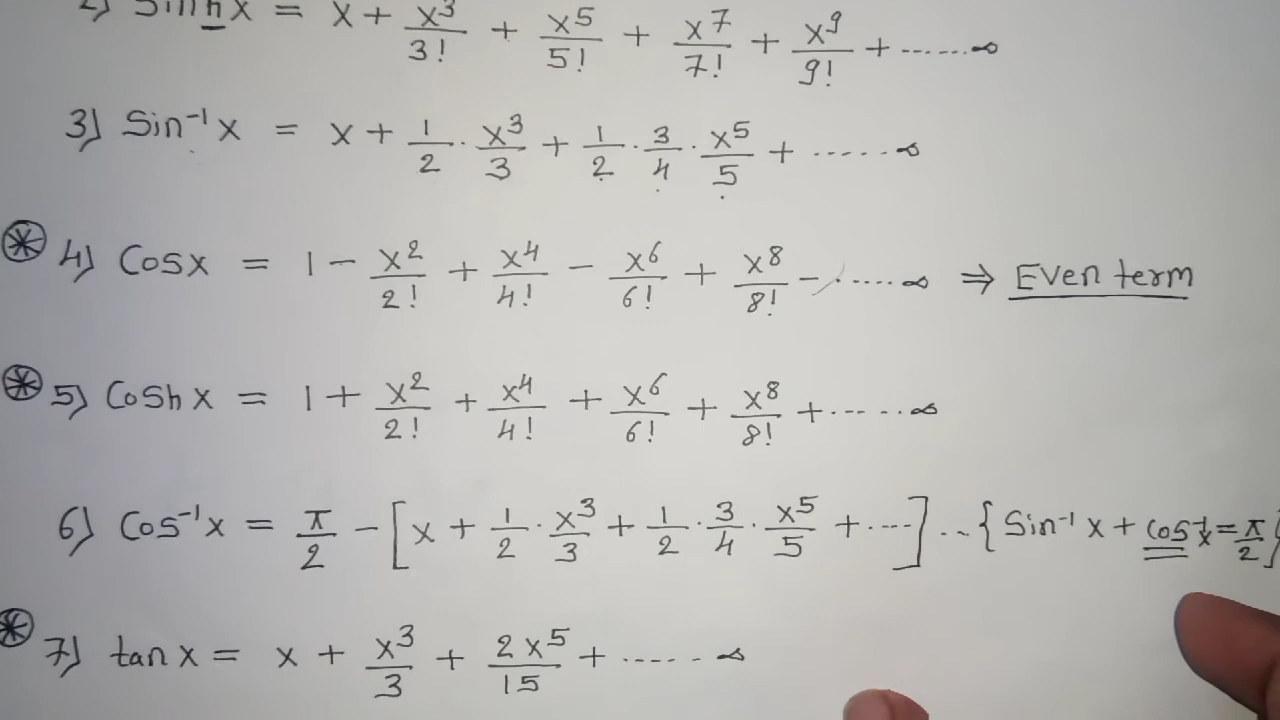 2) Sinhx = x + x³/3! + x⁵/5! + x⁷/7! + x⁹/9! + ...... ∞
3) Sin⁻¹x = x + 1/2 · x³/3 + 1/2 · 3/4 · x⁵/5 + ...... ∞
4) Cosx = 1 - x²/2! + x⁴/4! - x⁶/6! + x⁸/8! - ...... ∞ ⇒ Even term
5) Coshx = 1 + x²/2! + x⁴/4! + x⁶/6! + x⁸/8! + ...... ∞
6) Cos⁻¹x = π/2 - [x + 1/2 · x³/3 + 1/2 · 3/4 · x⁵/5 + ....] ... {Sin⁻¹x + cos⁻¹x = π/2}
7) tanx = x + x³/3 + 2x⁵/15 + ...... ∞